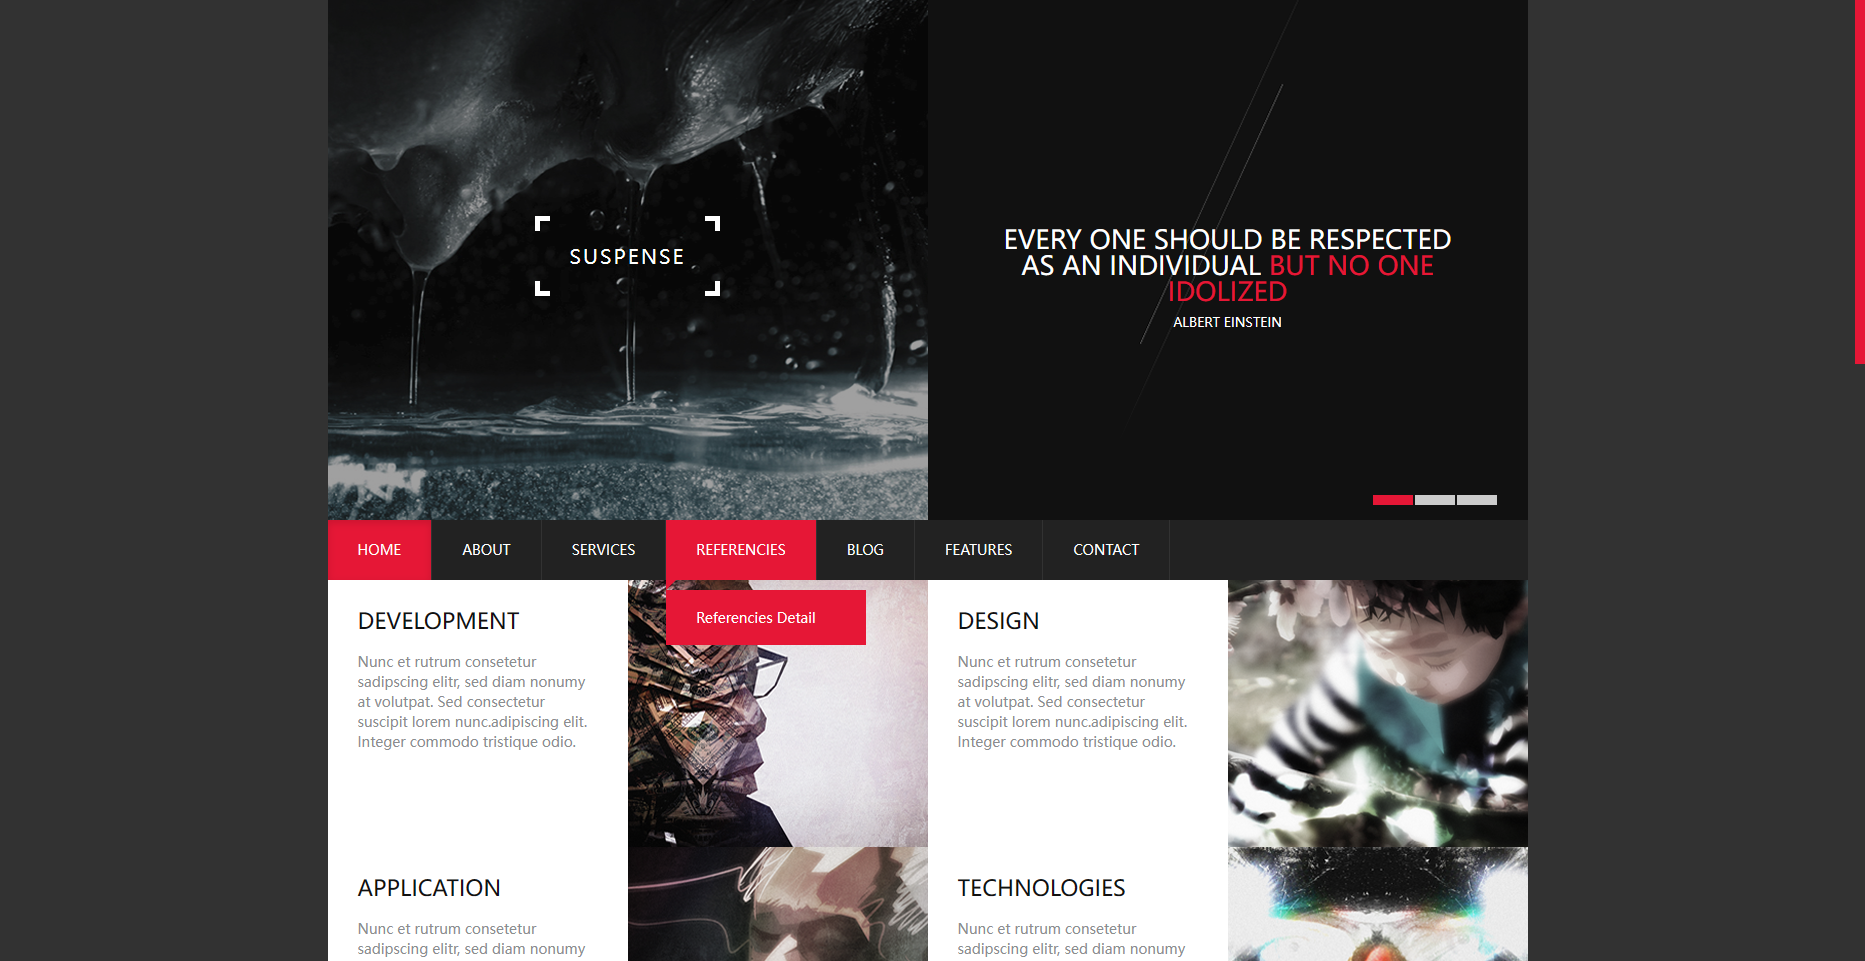 SUSPENSE
EVERY ONE SHOULD BE RESPECTED
AS AN INDIVIDUAL BUT NO ONE
IDOLIZED
ALBERT EINSTEIN
HOME
ABOUT
SERVICES
REFERENCIES
BLOG
FEATURES
CONTACT
Referencies Detail
DEVELOPMENT
Nunc et rutrum consetetur
sadipscing elitr, sed diam nonumy
at volutpat. Sed consectetur
suscipit lorem nunc.adipiscing elit.
Integer commodo tristique odio.
DESIGN
Nunc et rutrum consetetur
sadipscing elitr, sed diam nonumy
at volutpat. Sed consectetur
suscipit lorem nunc.adipiscing elit.
Integer commodo tristique odio.
APPLICATION
Nunc et rutrum consetetur
sadipscing elitr, sed diam nonumy
TECHNOLOGIES
Nunc et rutrum consetetur
sadipscing elitr, sed diam nonumy